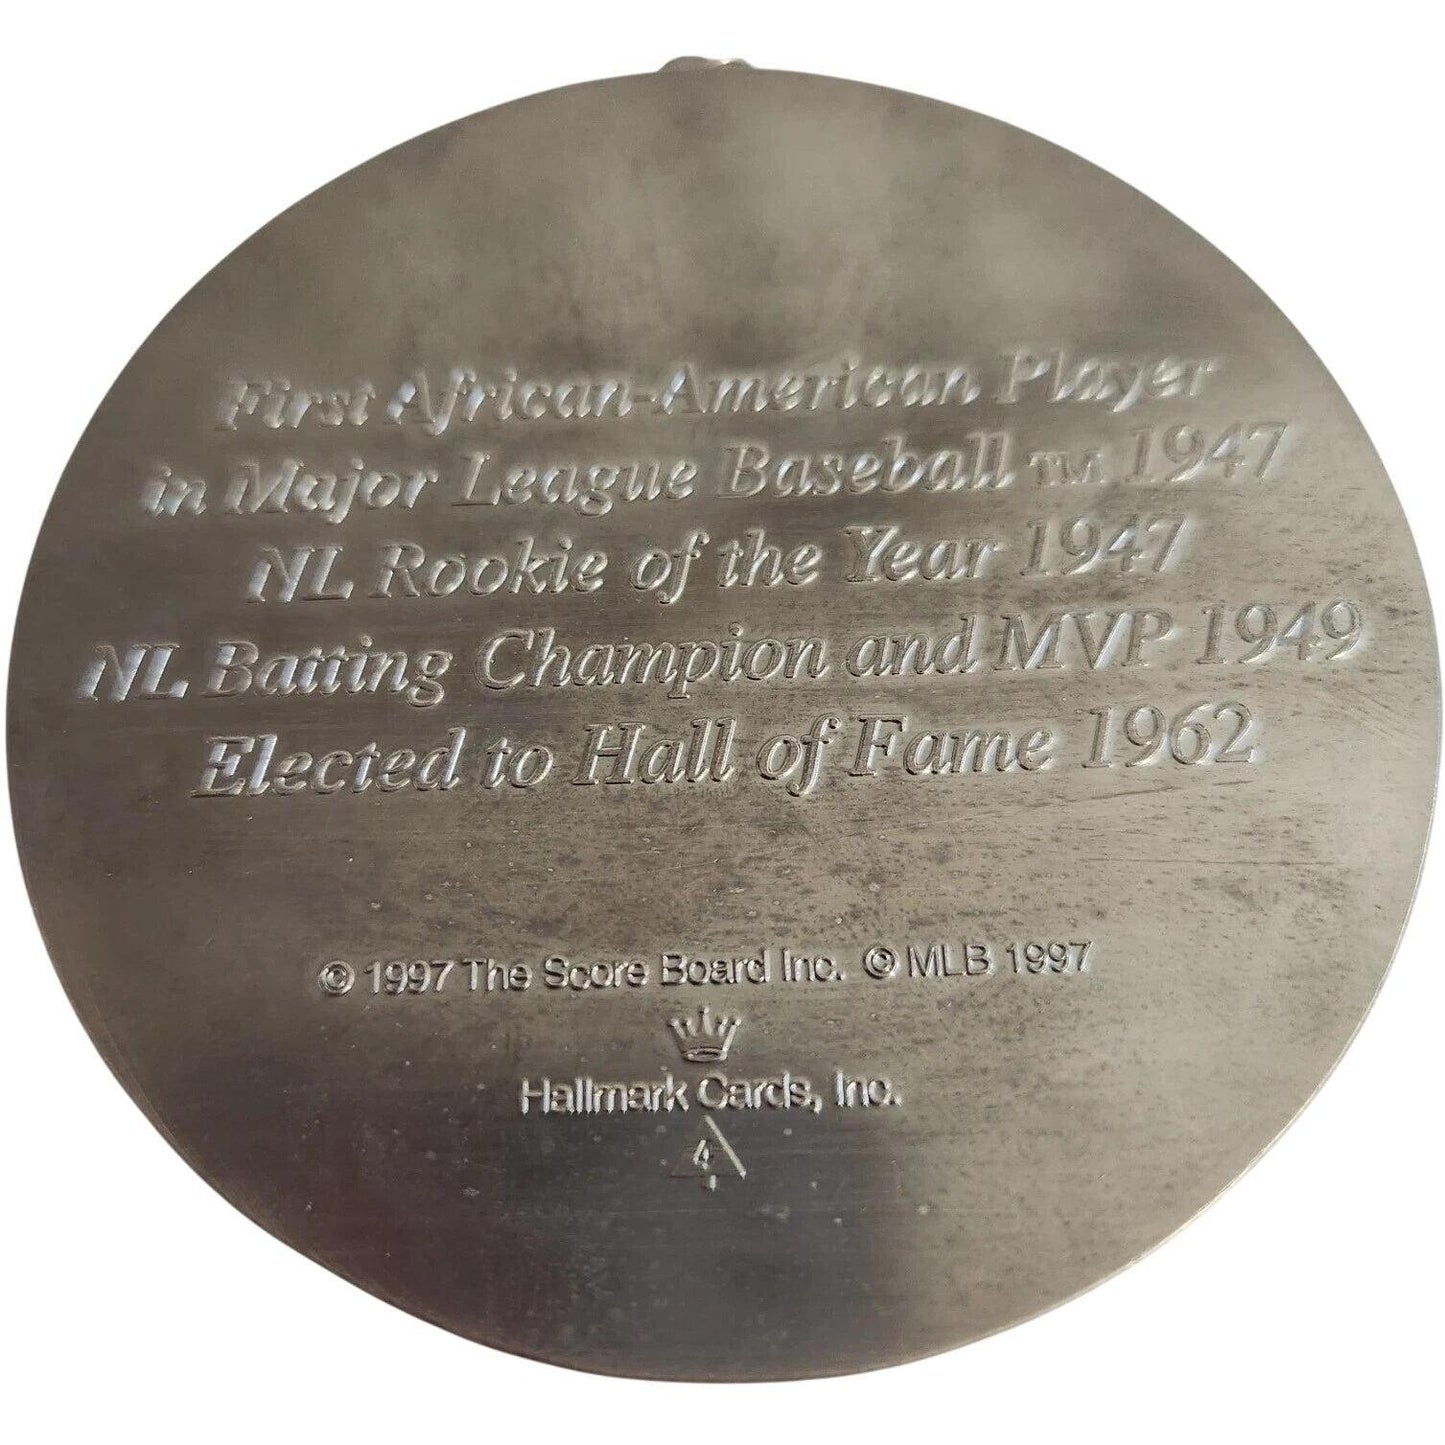 First African-American Player
in Major League Baseball TM 1947
NL Rookie of the Year 1947
NL Batting Champion and MVP 1949
Elected to Hall of Fame 1962
© 1997 The Score Board Inc. © MLB 1997
Hallmark Cards, Inc.
4